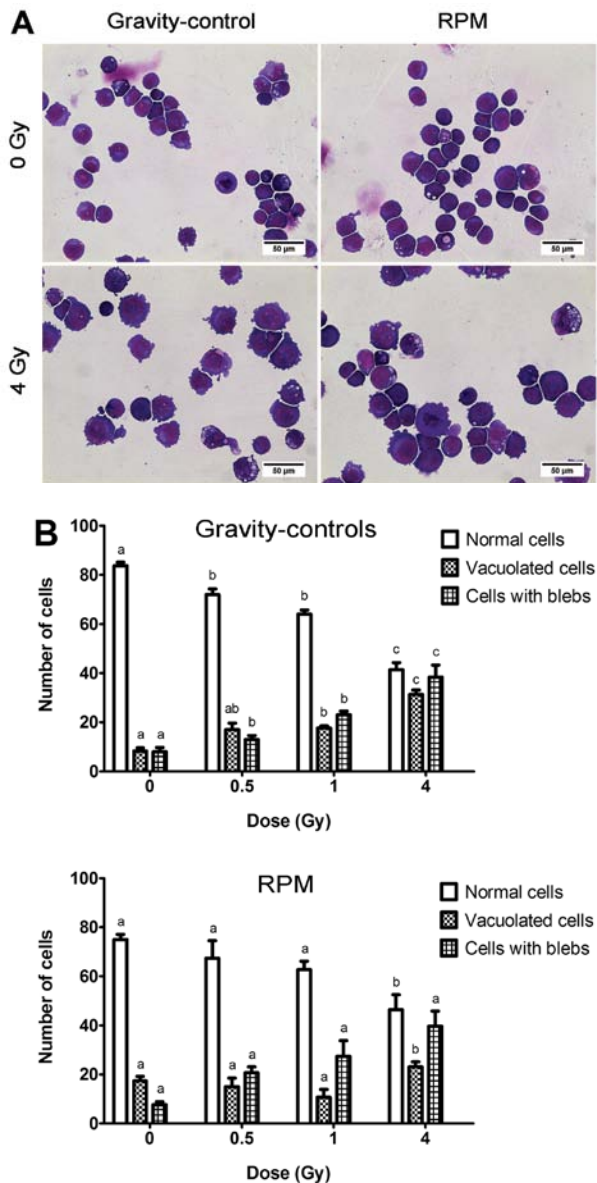 A
Gravity-control
RPM
0 Gy
50 µm
50 µm
4 Gy
50 µm
50 µm
B
Gravity-controls
Normal cells
Vacuolated cells
Cells with blebs
Number of cells
100
80
60
40
20
0
a
a
a
b
ab
b
b
b
b
c
c
c
0
0.5
1
4
Dose (Gy)
RPM
Normal cells
Vacuolated cells
Cells with blebs
Number of cells
100
80
60
40
20
0
a
a
a
a
a
a
a
a
a
b
b
a
0
0.5
1
4
Dose (Gy)